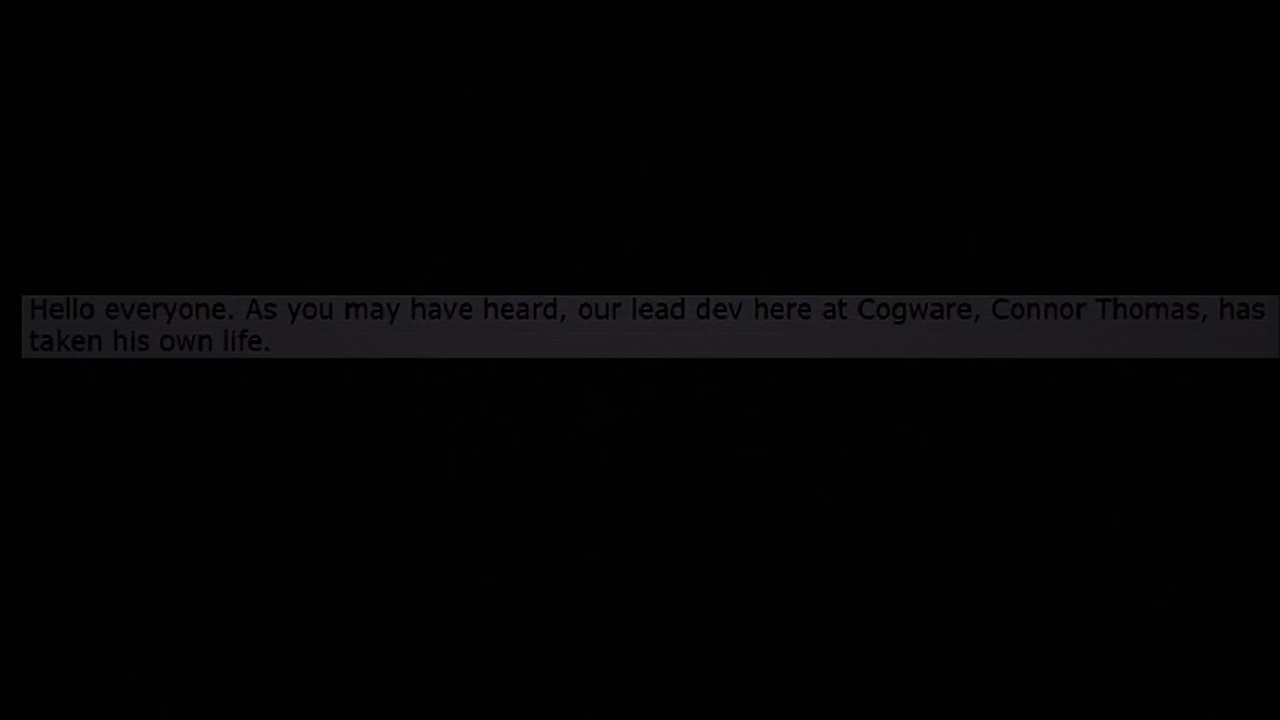 Hello everyone. As you may have heard, our lead dev here at Cogware, Connor Thomas, has
taken his own life.